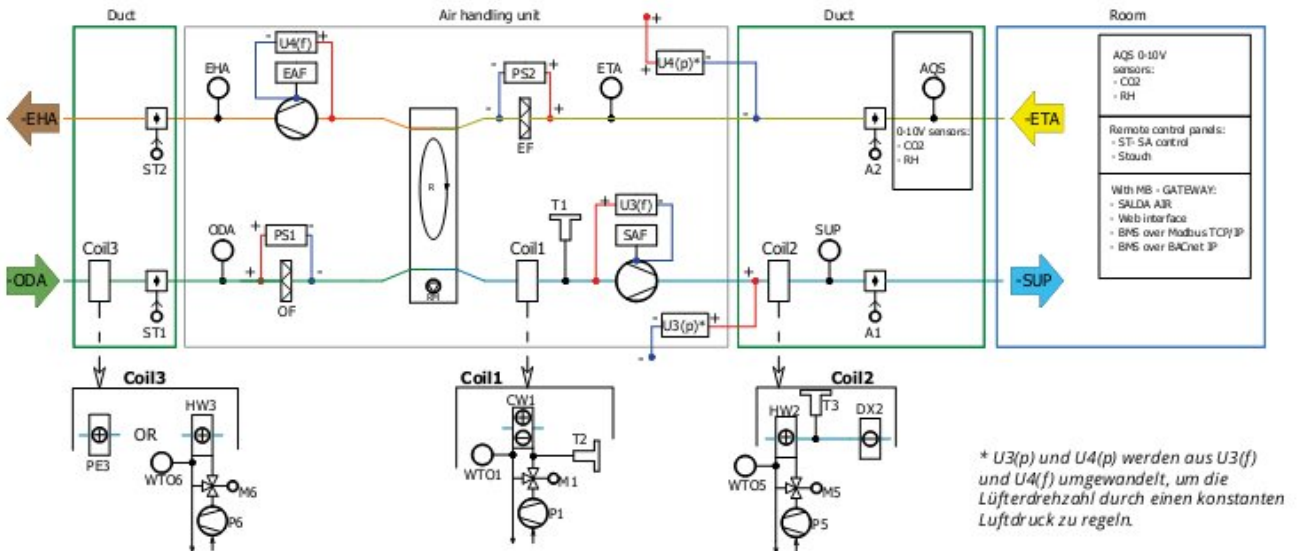 Duct
Air handling unit
Duct
Room
U4(f)
EAF
EHA
PS2
ETA
U4(p)*
AQS
AQS 0-10V
sensors:
- CO2
- RH
-EHA
-ETA
ST2
EF
A2
0-10V sensors:
- CO2
- RH
Remote control panels:
- ST- SA control
- Stouch
R
With MB - GATEWAY:
- SALDA AIR
- Web interface
- BMS over Modbus TCP/IP
- BMS over BACnet IP
T1
U3(f)
SAF
ODA
PS1
Coil3
Coil1
Coil2
SUP
-ODA
-SUP
RM
ST1
OF
U3(p)*
A1
Coil3
Coil1
Coil2
HW3
OR
PE3
WTO6
M6
P6
CW1
T2
WTO1
M1
P1
HW2
T3
DX2
WTO5
M5
P5
* U3(p) und U4(p) werden aus U3(f)
und U4(f) umgewandelt, um die
Lüfterdrehzahl durch einen konstanten
Luftdruck zu regeln.